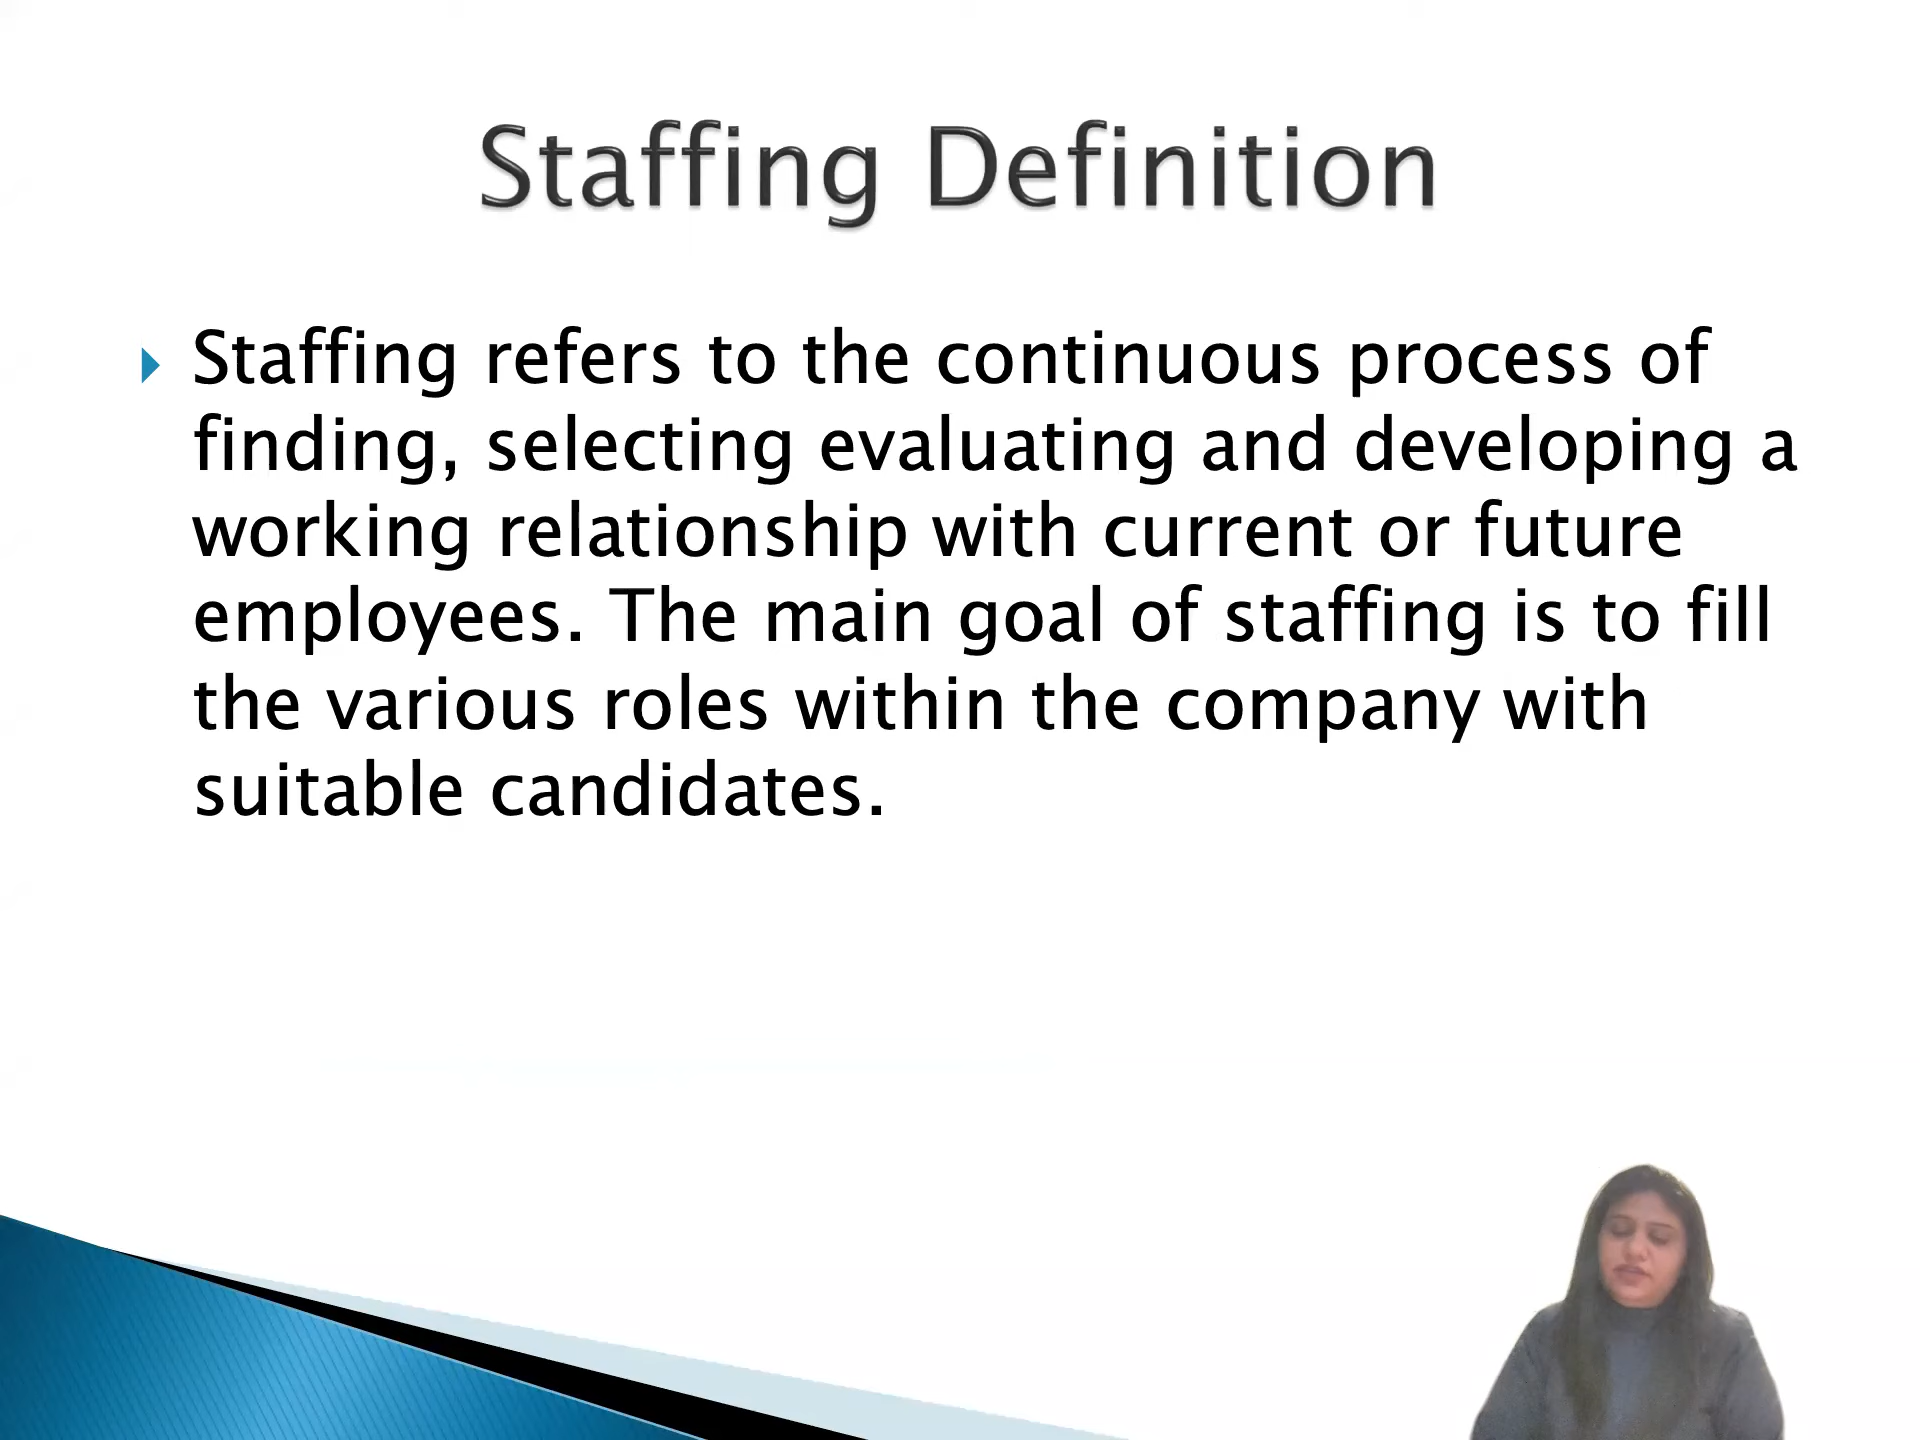 Staffing Definition
Staffing refers to the continuous process of
finding, selecting evaluating and developing a
working relationship with current or future
employees. The main goal of staffing is to fill
the various roles within the company with
suitable candidates.